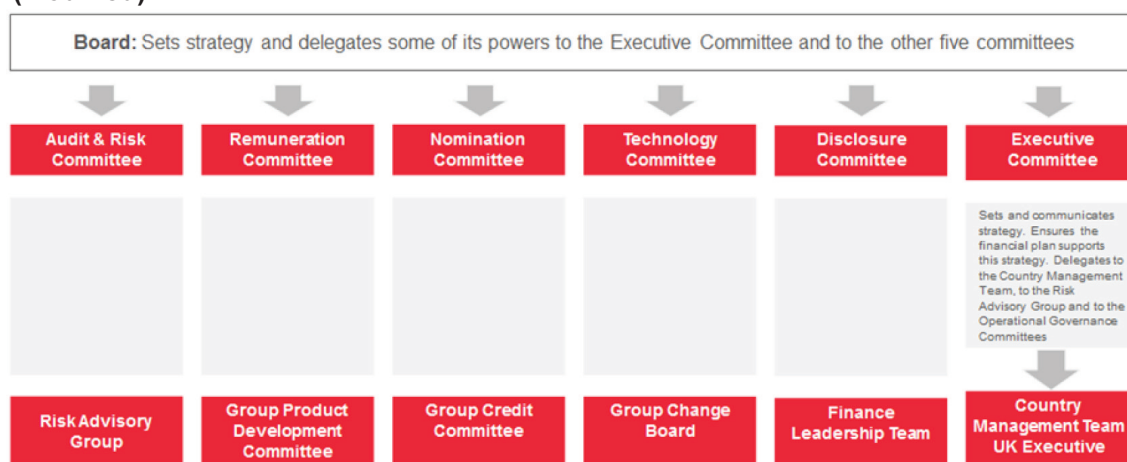 Board: Sets strategy and delegates some of its powers to the Executive Committee and to the other five committees
Audit & Risk
Committee
Remuneration
Committee
Nomination
Committee
Technology
Committee
Disclosure
Committee
Executive
Committee
Sets and communicates
strategy. Ensures the
financial plan supports
this strategy. Delegates to
the Country Management
Team, to the Risk
Advisory Group and to the
Operational Governance
Committees
Risk Advisory
Group
Group Product
Development
Committee
Group Credit
Committee
Group Change
Board
Finance
Leadership Team
Country
Management Team
UK Executive